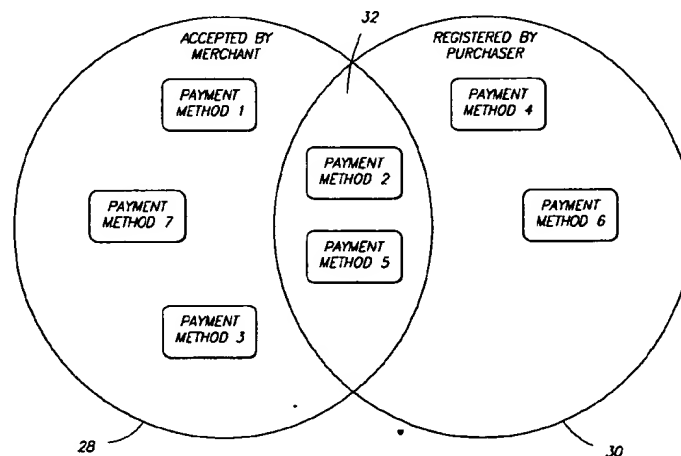 32
ACCEPTED BY
MERCHANT
REGISTERED BY
PURCHASER
PAYMENT
METHOD 1
PAYMENT
METHOD 4
PAYMENT
METHOD 2
PAYMENT
METHOD 7
PAYMENT
METHOD 6
PAYMENT
METHOD 5
PAYMENT
METHOD 3
28
30